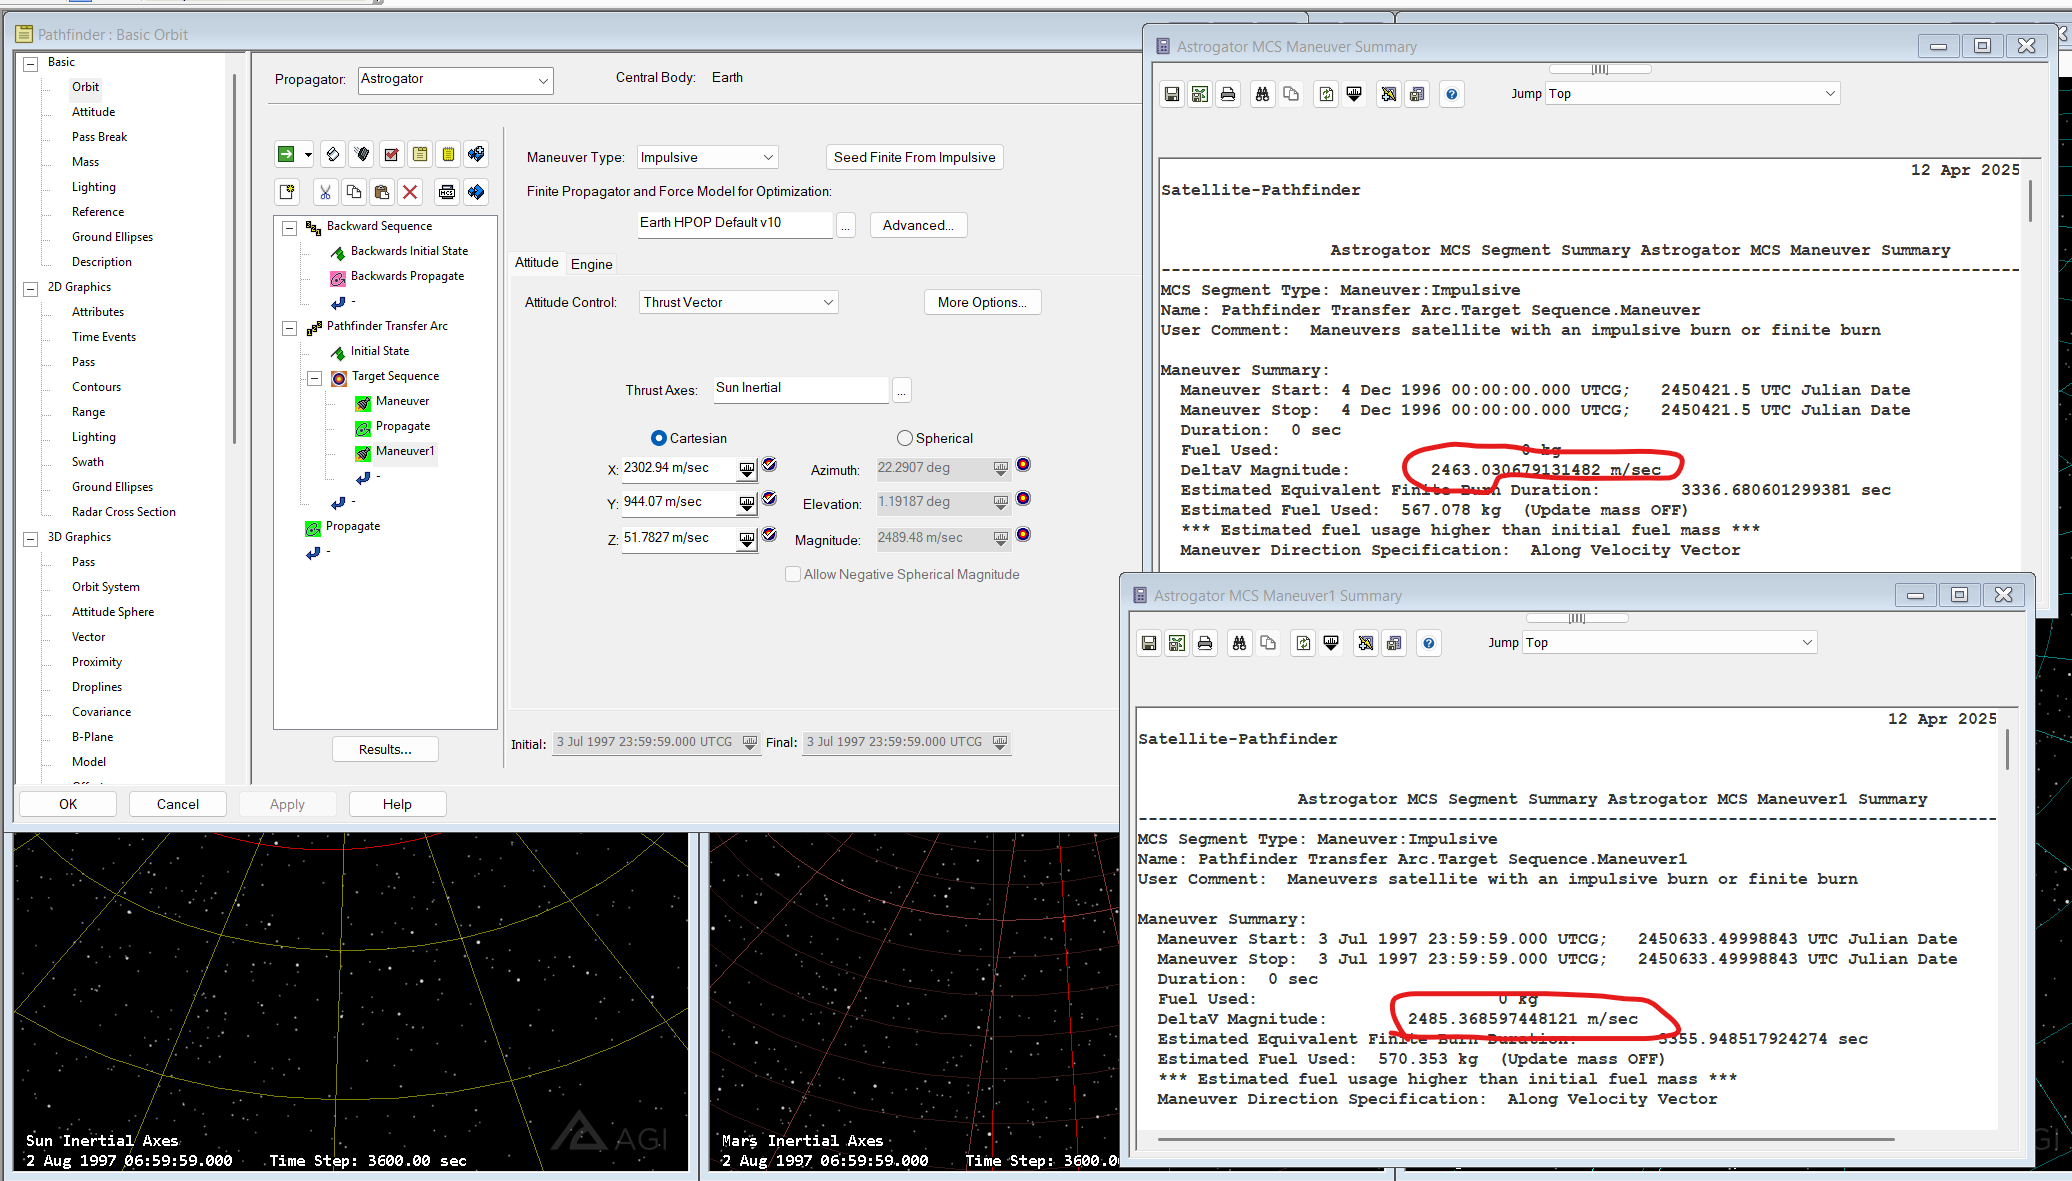 Pathfinder : Basic Orbit
Basic
Orbit
Attitude
Pass Break
Mass
Lighting
Reference
Ground Ellipses
Description
2D Graphics
Attributes
Time Events
Pass
Contours
Range
Lighting
Swath
Ground Ellipses
Radar Cross Section
3D Graphics
Pass
Orbit System
Attitude Sphere
Vector
Proximity
Droplines
Covariance
B-Plane
Model
Propagator: Astrogator Central Body: Earth
Backward Sequence
Backwards Initial State
Backwards Propagate
-
Pathfinder Transfer Arc
Initial State
Target Sequence
Maneuver
Propagate
Maneuver1
-
-
Propagate
-
Results...
Maneuver Type: Impulsive Seed Finite From Impulsive
Finite Propagator and Force Model for Optimization:
Earth HPOP Default v10 ... Advanced...
Attitude Engine
Attitude Control: Thrust Vector More Options...
Thrust Axes: Sun Inertial ...
Cartesian Spherical
X: 2302.94 m/sec Azimuth: 22.2907 deg
Y: 944.07 m/sec Elevation: 1.19187 deg
Z: 51.7827 m/sec Magnitude: 2489.48 m/sec
Allow Negative Spherical Magnitude
Initial: 3 Jul 1997 23:59:59.000 UTCG Final: 3 Jul 1997 23:59:59.000 UTCG
OK Cancel Apply Help
Sun Inertial Axes
2 Aug 1997 06:59:59.000 Time Step: 3600.00 sec
AGI
Mars Inertial Axes
2 Aug 1997 06:59:59.000 Time Step: 3600.0
Astrogator MCS Maneuver Summary
Jump Top
12 Apr 2025
Satellite-Pathfinder
Astrogator MCS Segment Summary Astrogator MCS Maneuver Summary
MCS Segment Type: Maneuver:Impulsive
Name: Pathfinder Transfer Arc.Target Sequence.Maneuver
User Comment: Maneuvers satellite with an impulsive burn or finite burn
Maneuver Summary:
Maneuver Start: 4 Dec 1996 00:00:00.000 UTCG; 2450421.5 UTC Julian Date
Maneuver Stop: 4 Dec 1996 00:00:00.000 UTCG; 2450421.5 UTC Julian Date
Duration: 0 sec
Fuel Used: 0 kg
DeltaV Magnitude: 2463.030679131482 m/sec
Estimated Equivalent Finite Burn Duration: 3336.680601299381 sec
Estimated Fuel Used: 567.078 kg (Update mass OFF)
*** Estimated fuel usage higher than initial fuel mass ***
Maneuver Direction Specification: Along Velocity Vector
Astrogator MCS Maneuver1 Summary
Jump Top
12 Apr 2025
Satellite-Pathfinder
Astrogator MCS Segment Summary Astrogator MCS Maneuver1 Summary
MCS Segment Type: Maneuver:Impulsive
Name: Pathfinder Transfer Arc.Target Sequence.Maneuver1
User Comment: Maneuvers satellite with an impulsive burn or finite burn
Maneuver Summary:
Maneuver Start: 3 Jul 1997 23:59:59.000 UTCG; 2450633.49998843 UTC Julian Date
Maneuver Stop: 3 Jul 1997 23:59:59.000 UTCG; 2450633.49998843 UTC Julian Date
Duration: 0 sec
Fuel Used: 0 kg
DeltaV Magnitude: 2485.368597448121 m/sec
Estimated Equivalent Finite Burn Duration: 3355.948517924274 sec
Estimated Fuel Used: 570.353 kg (Update mass OFF)
*** Estimated fuel usage higher than initial fuel mass ***
Maneuver Direction Specification: Along Velocity Vector